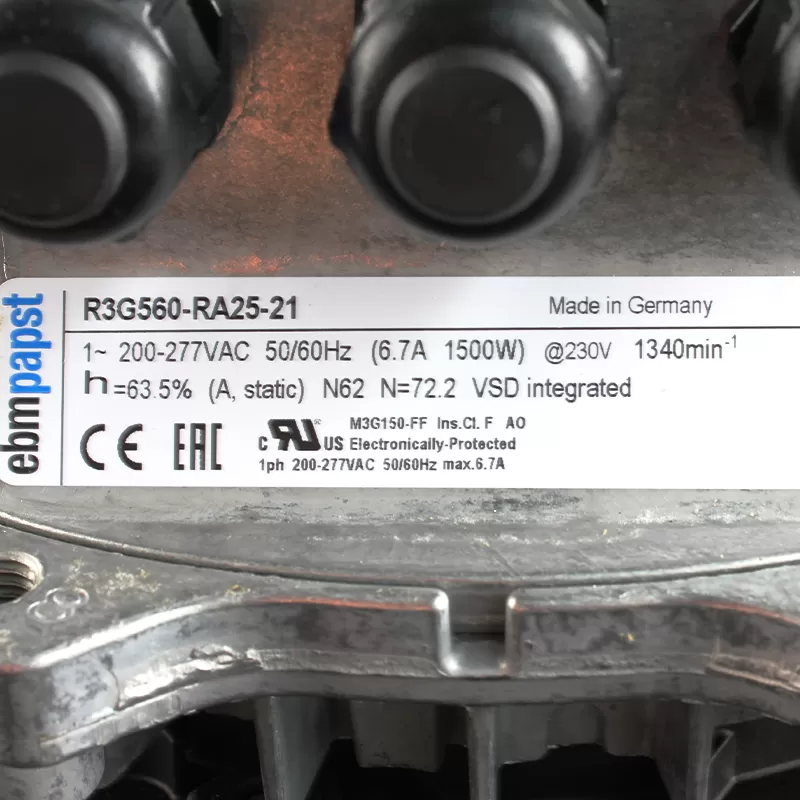 ebmpapst
R3G560-RA25-21 Made in Germany
1~ 200-277VAC 50/60Hz (6.7A 1500W) @230V 1340min-1
h=63.5% (A, static) N62 N=72.2 VSD integrated
CE EAC c RU US
M3G150-FF Ins.Cl. F AO
Electronically-Protected
1ph 200-277VAC 50/60Hz max.6.7A